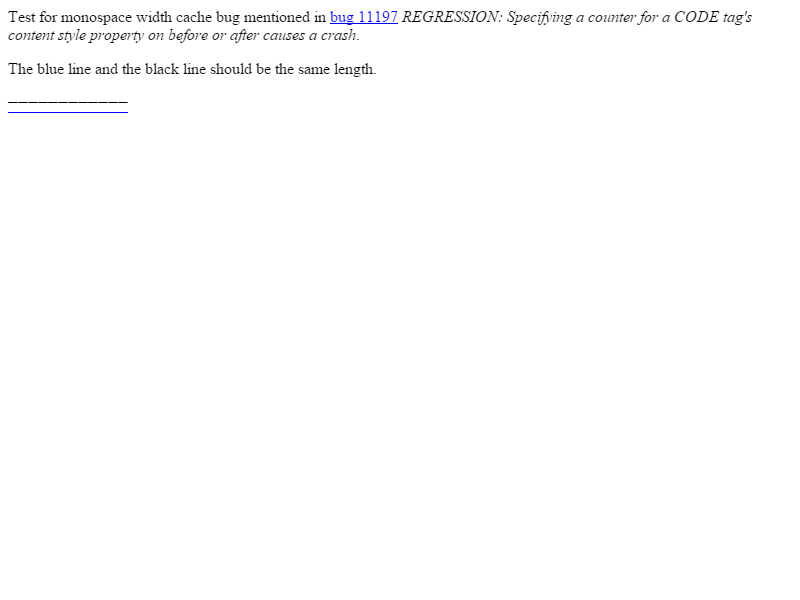 Test for monospace width cache bug mentioned in bug 11197 REGRESSION: Specifying a counter for a CODE tag's
content style property on before or after causes a crash.
The blue line and the black line should be the same length.
____________